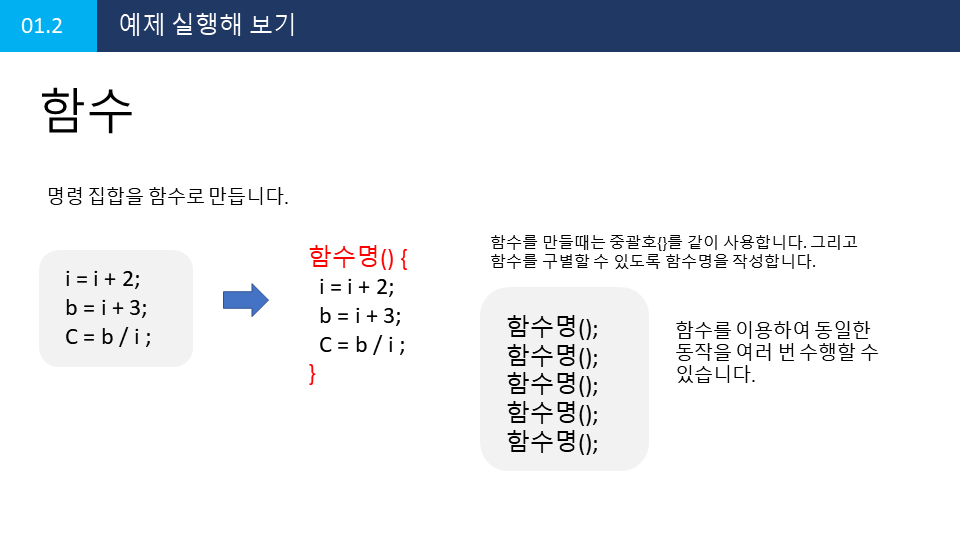 01.2
예제 실행해 보기
함수
명령 집합을 함수로 만듭니다.
i = i + 2;
b = i + 3;
C = b / i ;
함수명() {
i = i + 2;
b = i + 3;
C = b / i ;
}
함수를 만들때는 중괄호{}를 같이 사용합니다. 그리고
함수를 구별할 수 있도록 함수명을 작성합니다.
함수명();
함수명();
함수명();
함수명();
함수명();
함수를 이용하여 동일한
동작을 여러 번 수행할 수
있습니다.